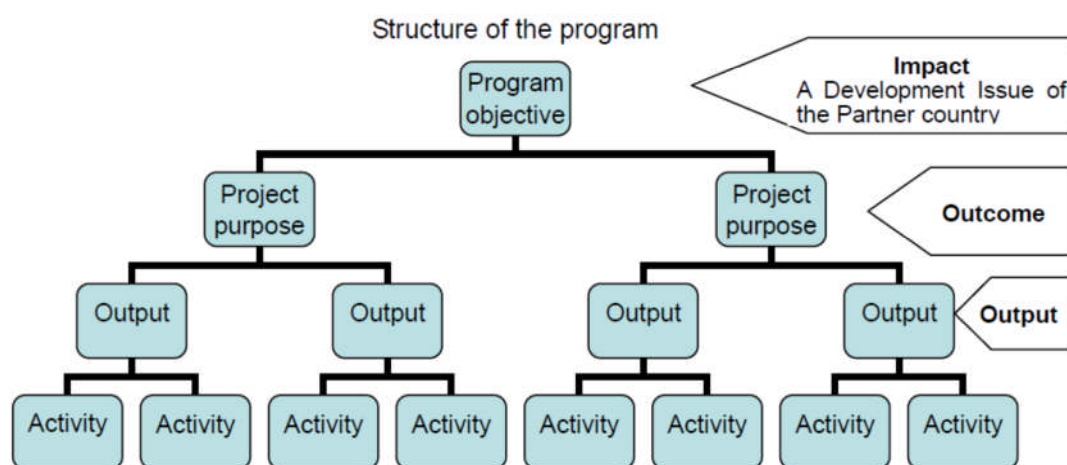 Structure of the program
Program
objective
Impact
A Development Issue of
the Partner country
Project
purpose
Project
purpose
Outcome
Output
Output
Output
Output
Output
Activity
Activity
Activity
Activity
Activity
Activity
Activity
Activity